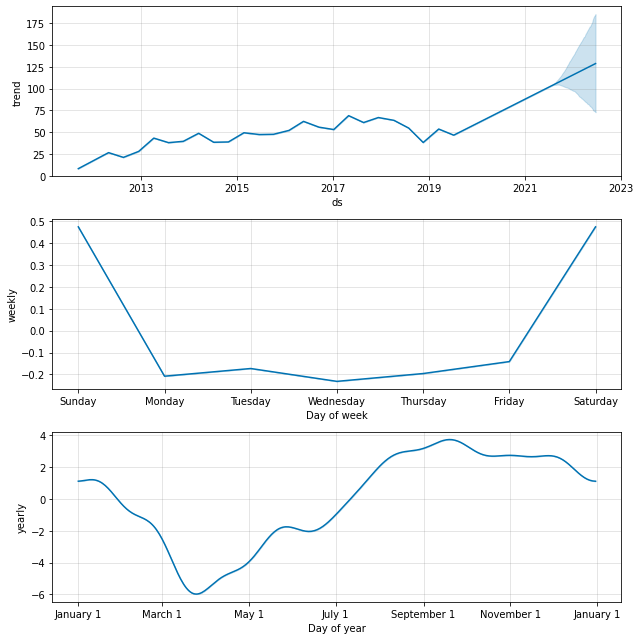 175
150
125
100
75
50
25
0
trend
2013 2015 2017 2019 2021 2023
ds
0.5
0.4
0.3
0.2
0.1
0.0
−0.1
−0.2
weekly
Sunday Monday Tuesday Wednesday Thursday Friday Saturday
Day of week
4
2
0
−2
−4
−6
yearly
January 1 March 1 May 1 July 1 September 1 November 1 January 1
Day of year